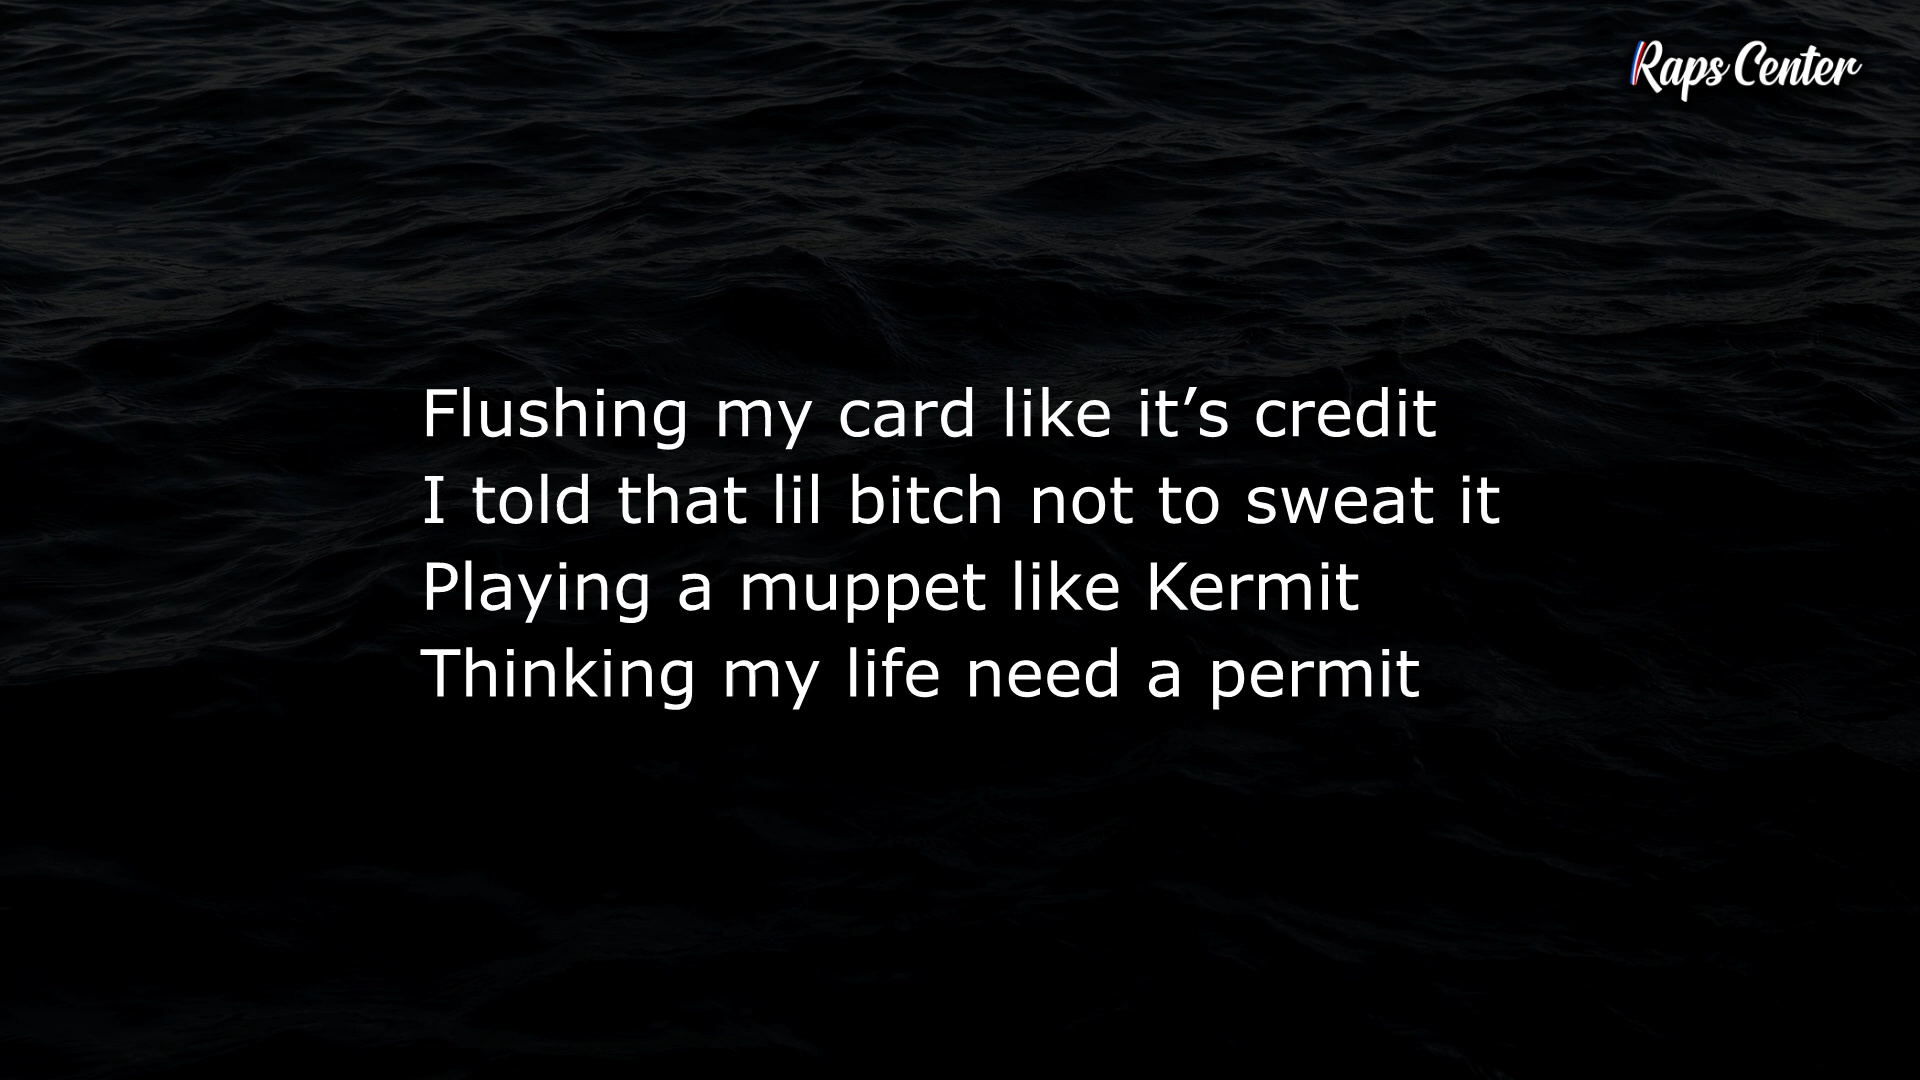 Raps Center
Flushing my card like it’s credit
I told that lil bitch not to sweat it
Playing a muppet like Kermit
Thinking my life need a permit